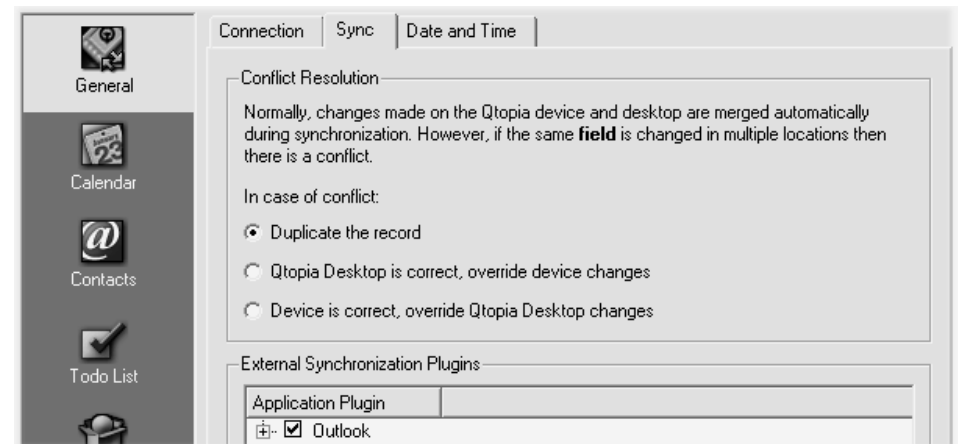 General
Calendar
Contacts
Todo List
Connection Sync Date and Time
Conflict Resolution
Normally, changes made on the Qtopia device and desktop are merged automatically
during synchronization. However, if the same field is changed in multiple locations then
there is a conflict.
In case of conflict:
Duplicate the record
Qtopia Desktop is correct, override device changes
Device is correct, override Qtopia Desktop changes
External Synchronization Plugins
Application Plugin
Outlook